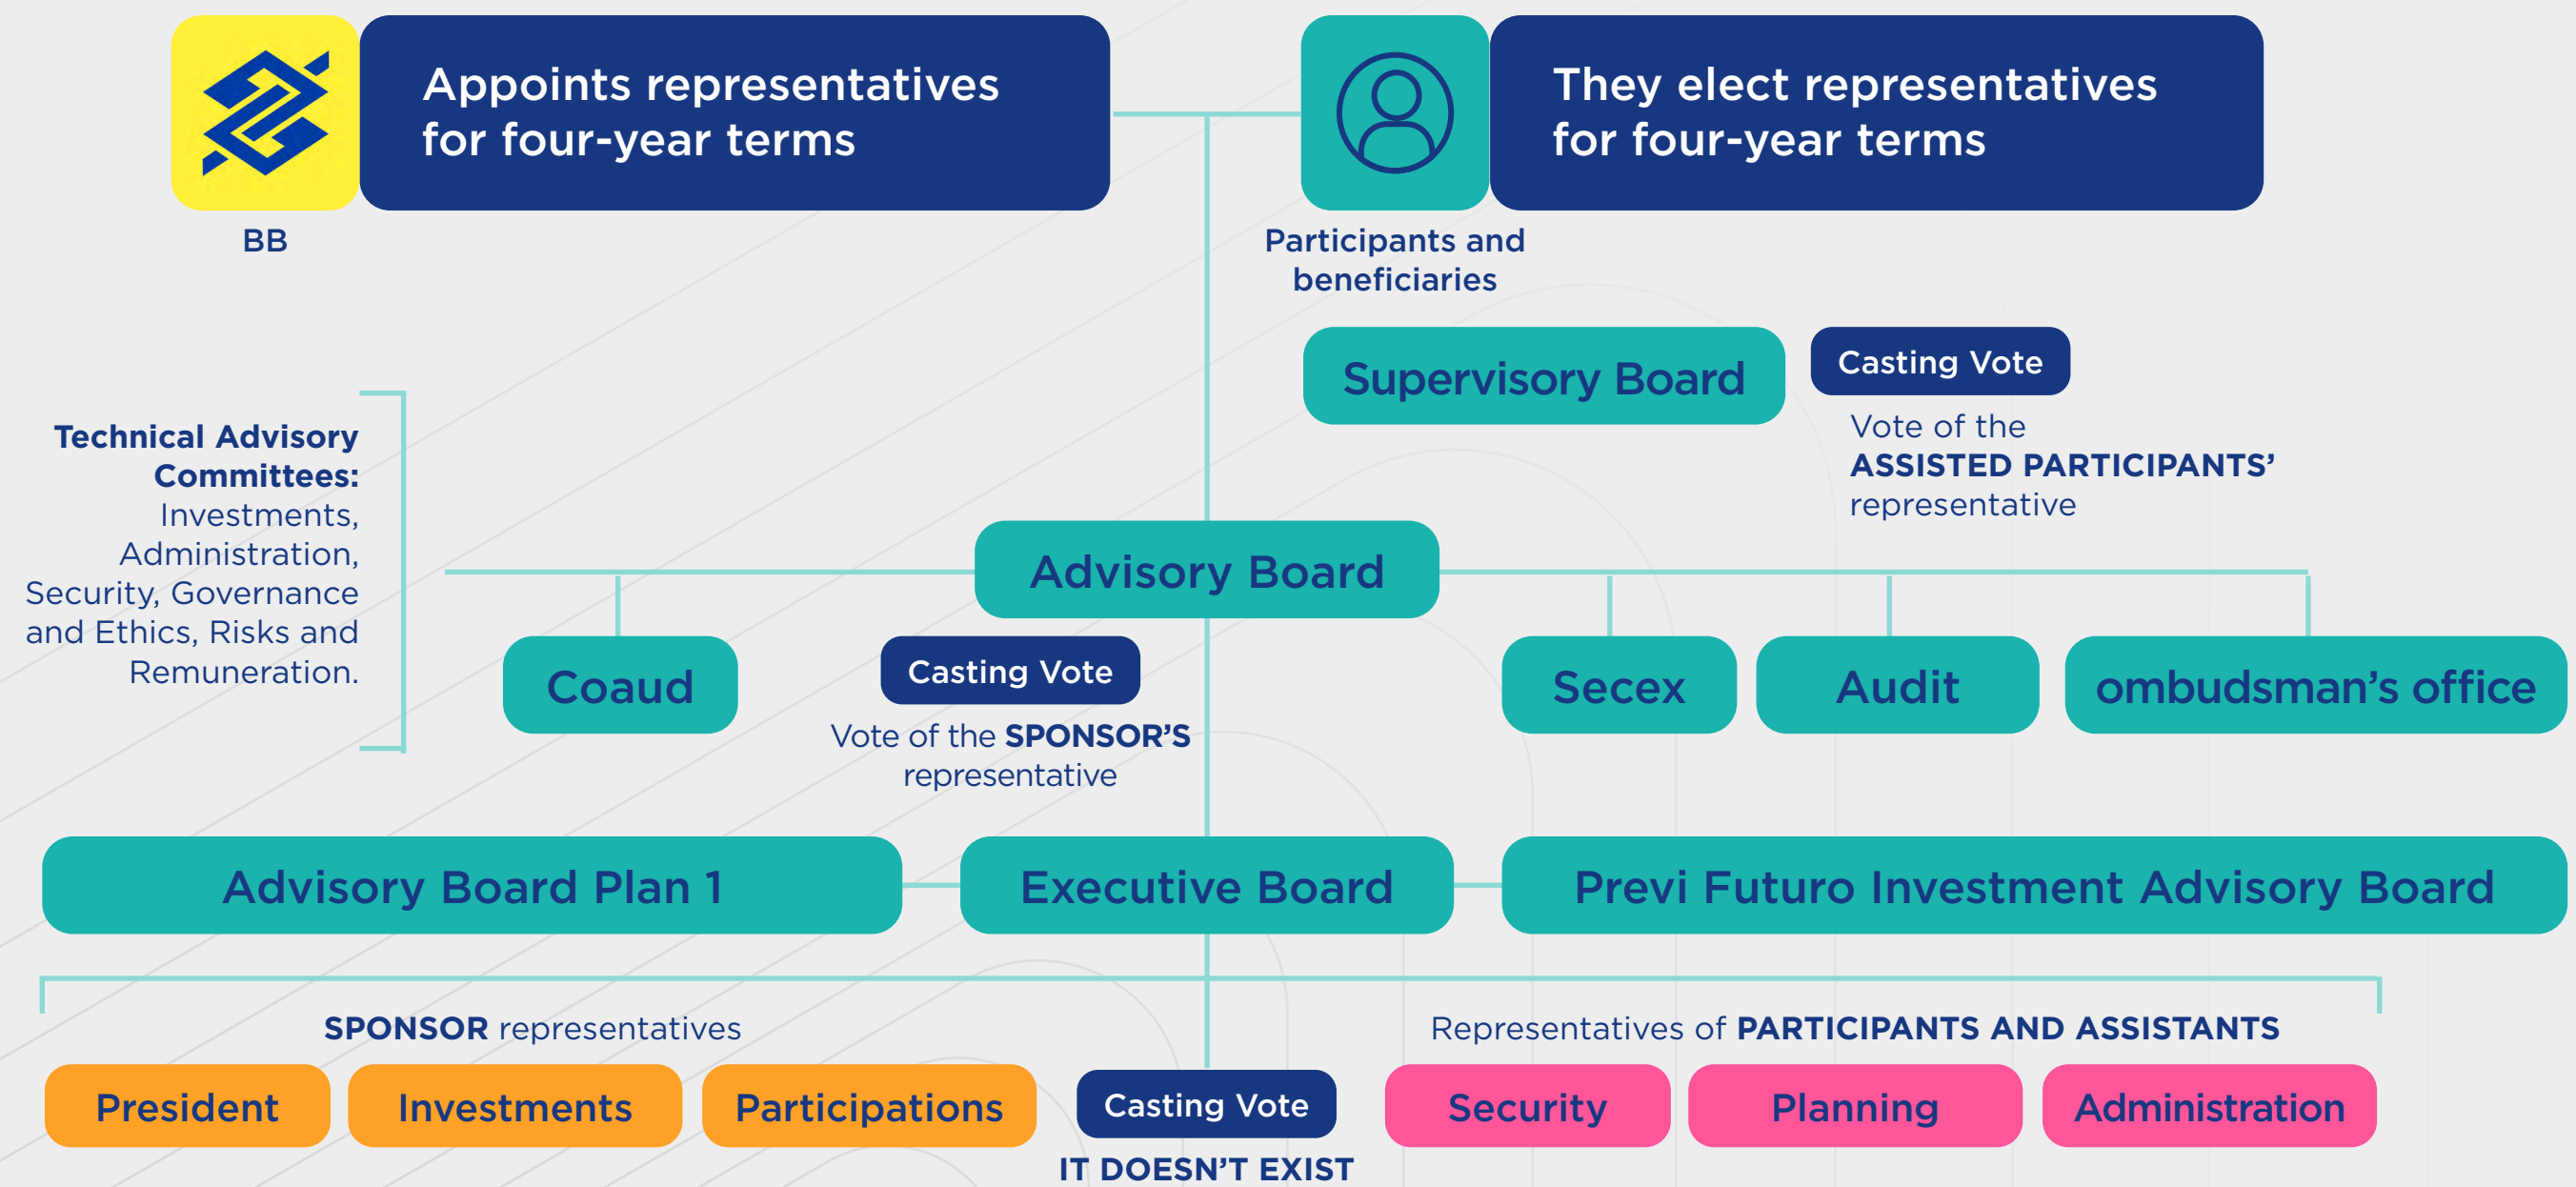 Appoints representatives
for four-year terms
BB
They elect representatives
for four-year terms
Participants and
beneficiaries
Supervisory Board
Casting Vote
Vote of the
ASSISTED PARTICIPANTS’
representative
Technical Advisory
Committees:
Investments,
Administration,
Security, Governance
and Ethics, Risks and
Remuneration.
Advisory Board
Coaud
Casting Vote
Vote of the SPONSOR’S
representative
Secex
Audit
ombudsman’s office
Advisory Board Plan 1
Executive Board
Previ Futuro Investment Advisory Board
SPONSOR representatives
President
Investments
Participations
Casting Vote
IT DOESN’T EXIST
Representatives of PARTICIPANTS AND ASSISTANTS
Security
Planning
Administration